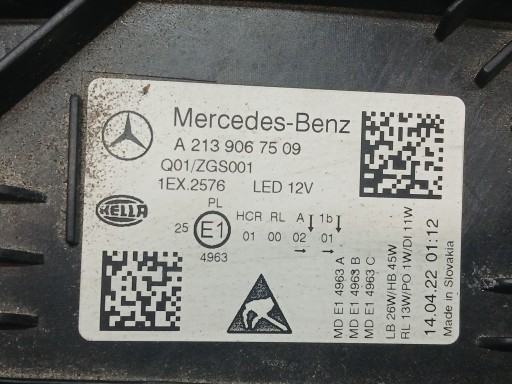 Mercedes-Benz
A 213 906 75 09
Q01/ZGS001
1EX.2576 LED 12V
HELLA
PL
HCR RL A 1b
25 E1 01 00 02 01
4963
MD E1 4963 A
MD E1 4963 B
MD E1 4963 C
LB 26W/HB 45W
RL 13W/PO 1W/DI 11W
14.04.22 01:12
Made in Slovakia